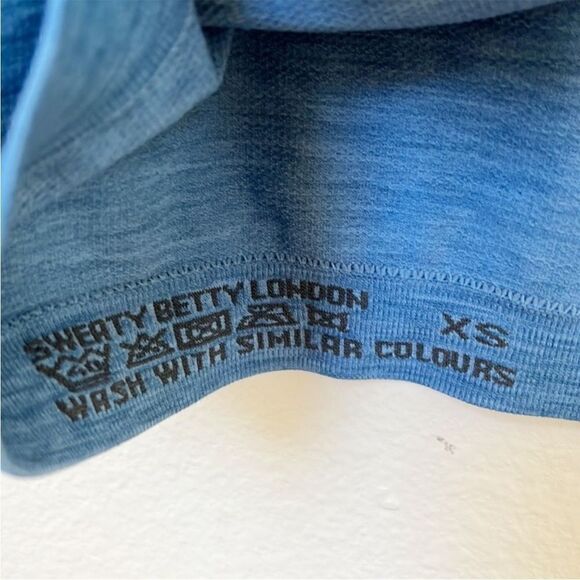 SWEATY BETTY LONDON
XS
WASH WITH SIMILAR COLOURS